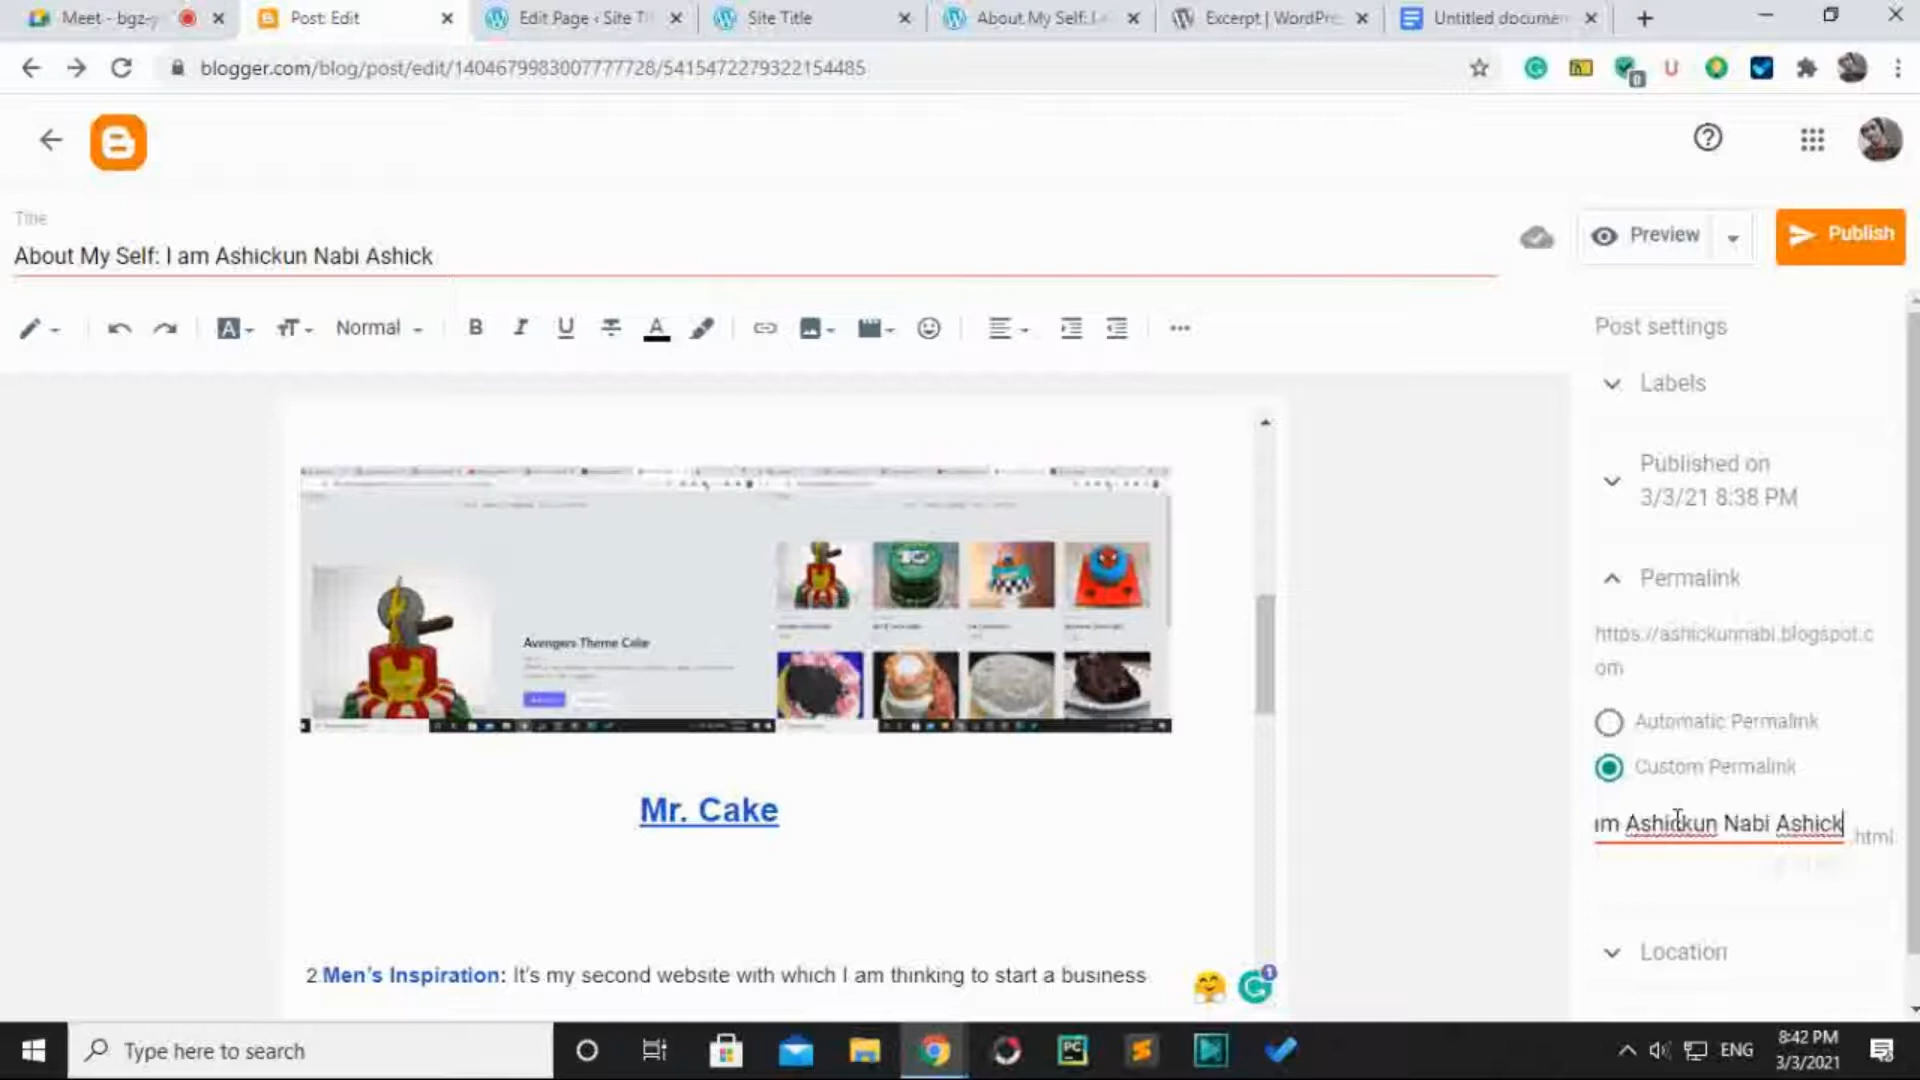 Meet - bgz-y
Post: Edit
Edit Page ‹ Site T
Site Title
About My Self: I a
Excerpt | WordPre
Untitled documen
blogger.com/blog/post/edit/1404679983007777728/5415472279322154485
Title
About My Self: I am Ashickun Nabi Ashick
Preview
Publish
Normal
Post settings
Labels
Published on
3/3/21 8:38 PM
Permalink
https://ashickunnabi.blogspot.c
om
Automatic Permalink
Custom Permalink
Ashickun Nabi Ashick
.html
Location
Avengers Theme Cake
Mr. Cake
2.Men's Inspiration: It's my second website with which I am thinking to start a business
1
Type here to search
ENG
8:42 PM
3/3/2021